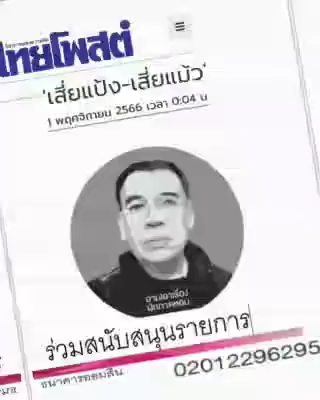 ไทยโพสต์
'เสี่ยแป้ง-เสี่ยแม้ว'
1 พฤศจิกายน 2566 เวลา 0:04 น
ร่วมสนับสนุนรายการ
ธนาคารออมสิน
02012296295